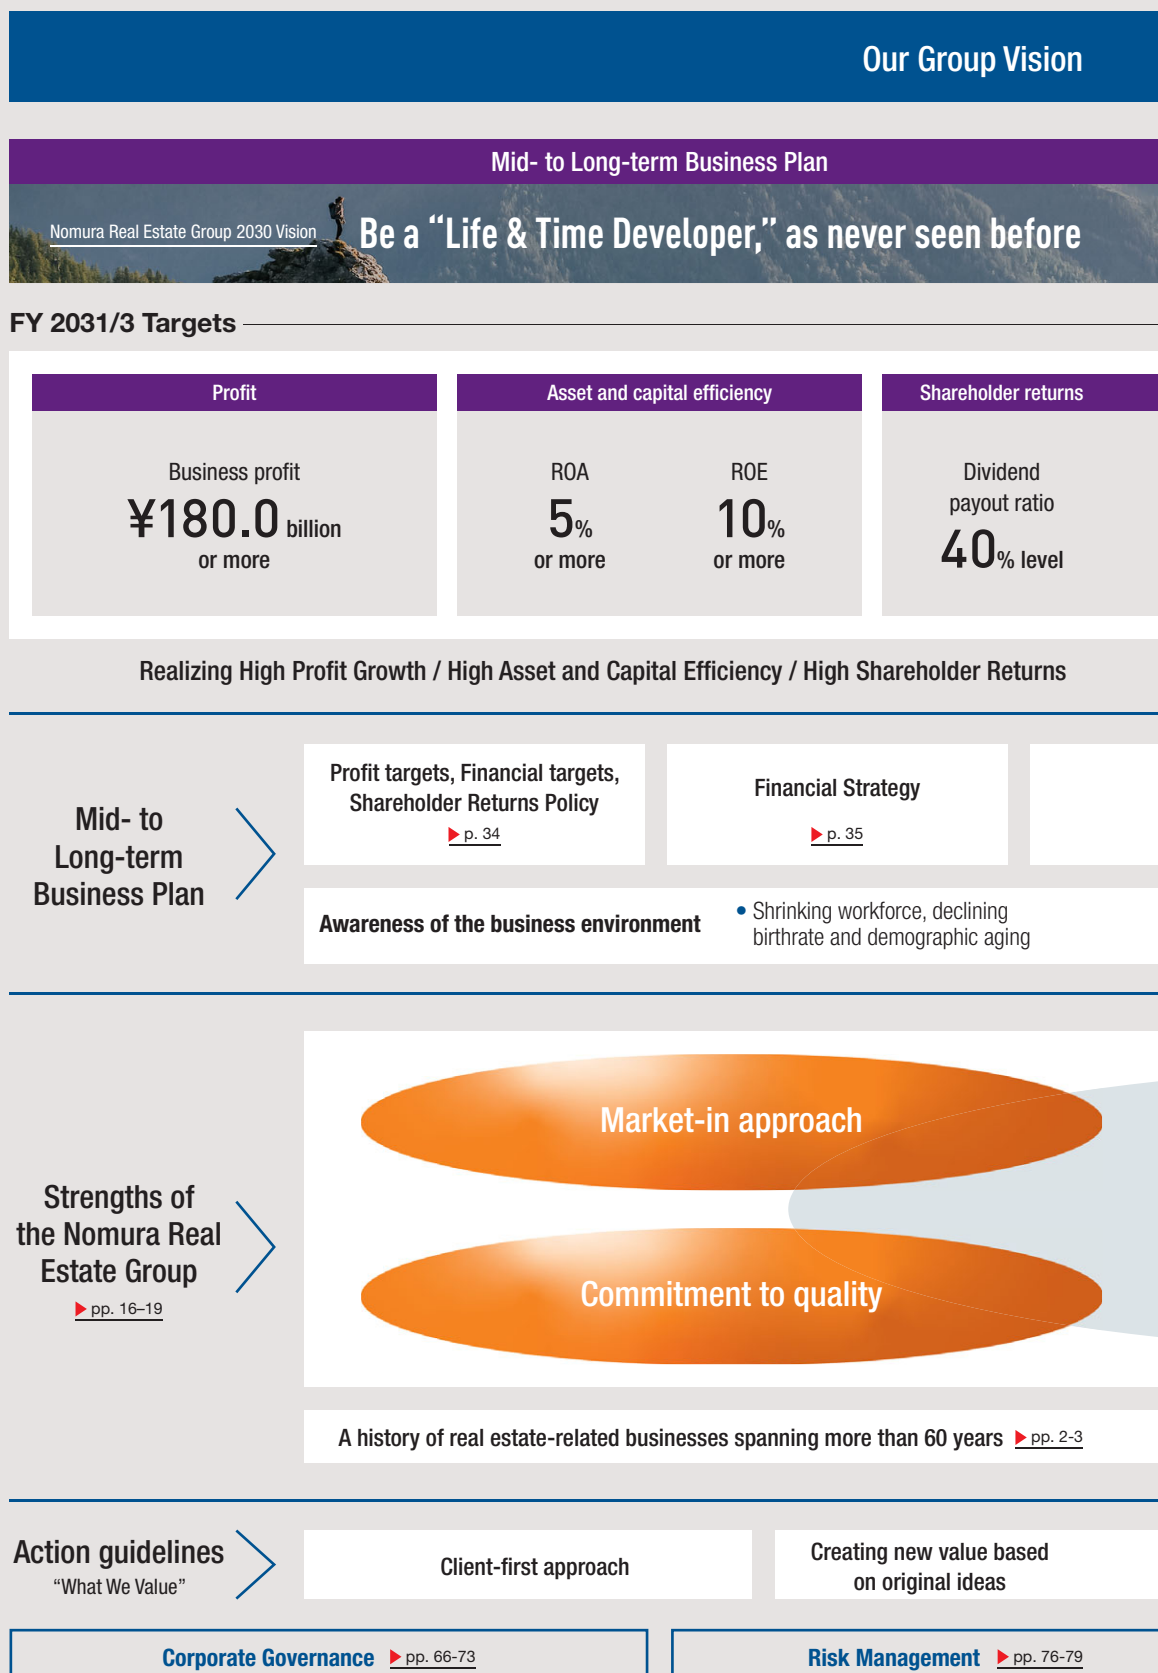 Our Group Vision
Mid- to Long-term Business Plan
Nomura Real Estate Group 2030 Vision
Be a “Life & Time Developer,” as never seen before
FY 2031/3 Targets
Profit
Business profit
¥180.0 billion
or more
Asset and capital efficiency
ROA
5%
or more
ROE
10%
or more
Shareholder returns
Dividend
payout ratio
40% level
Realizing High Profit Growth / High Asset and Capital Efficiency / High Shareholder Returns
Mid- to
Long-term
Business Plan
Profit targets, Financial targets,
Shareholder Returns Policy
p. 34
Financial Strategy
p. 35
Awareness of the business environment
• Shrinking workforce, declining
birthrate and demographic aging
Strengths of
the Nomura Real
Estate Group
pp. 16–19
Market-in approach
Commitment to quality
A history of real estate-related businesses spanning more than 60 years pp. 2-3
Action guidelines
“What We Value”
Client-first approach
Creating new value based
on original ideas
Corporate Governance pp. 66-73
Risk Management pp. 76-79